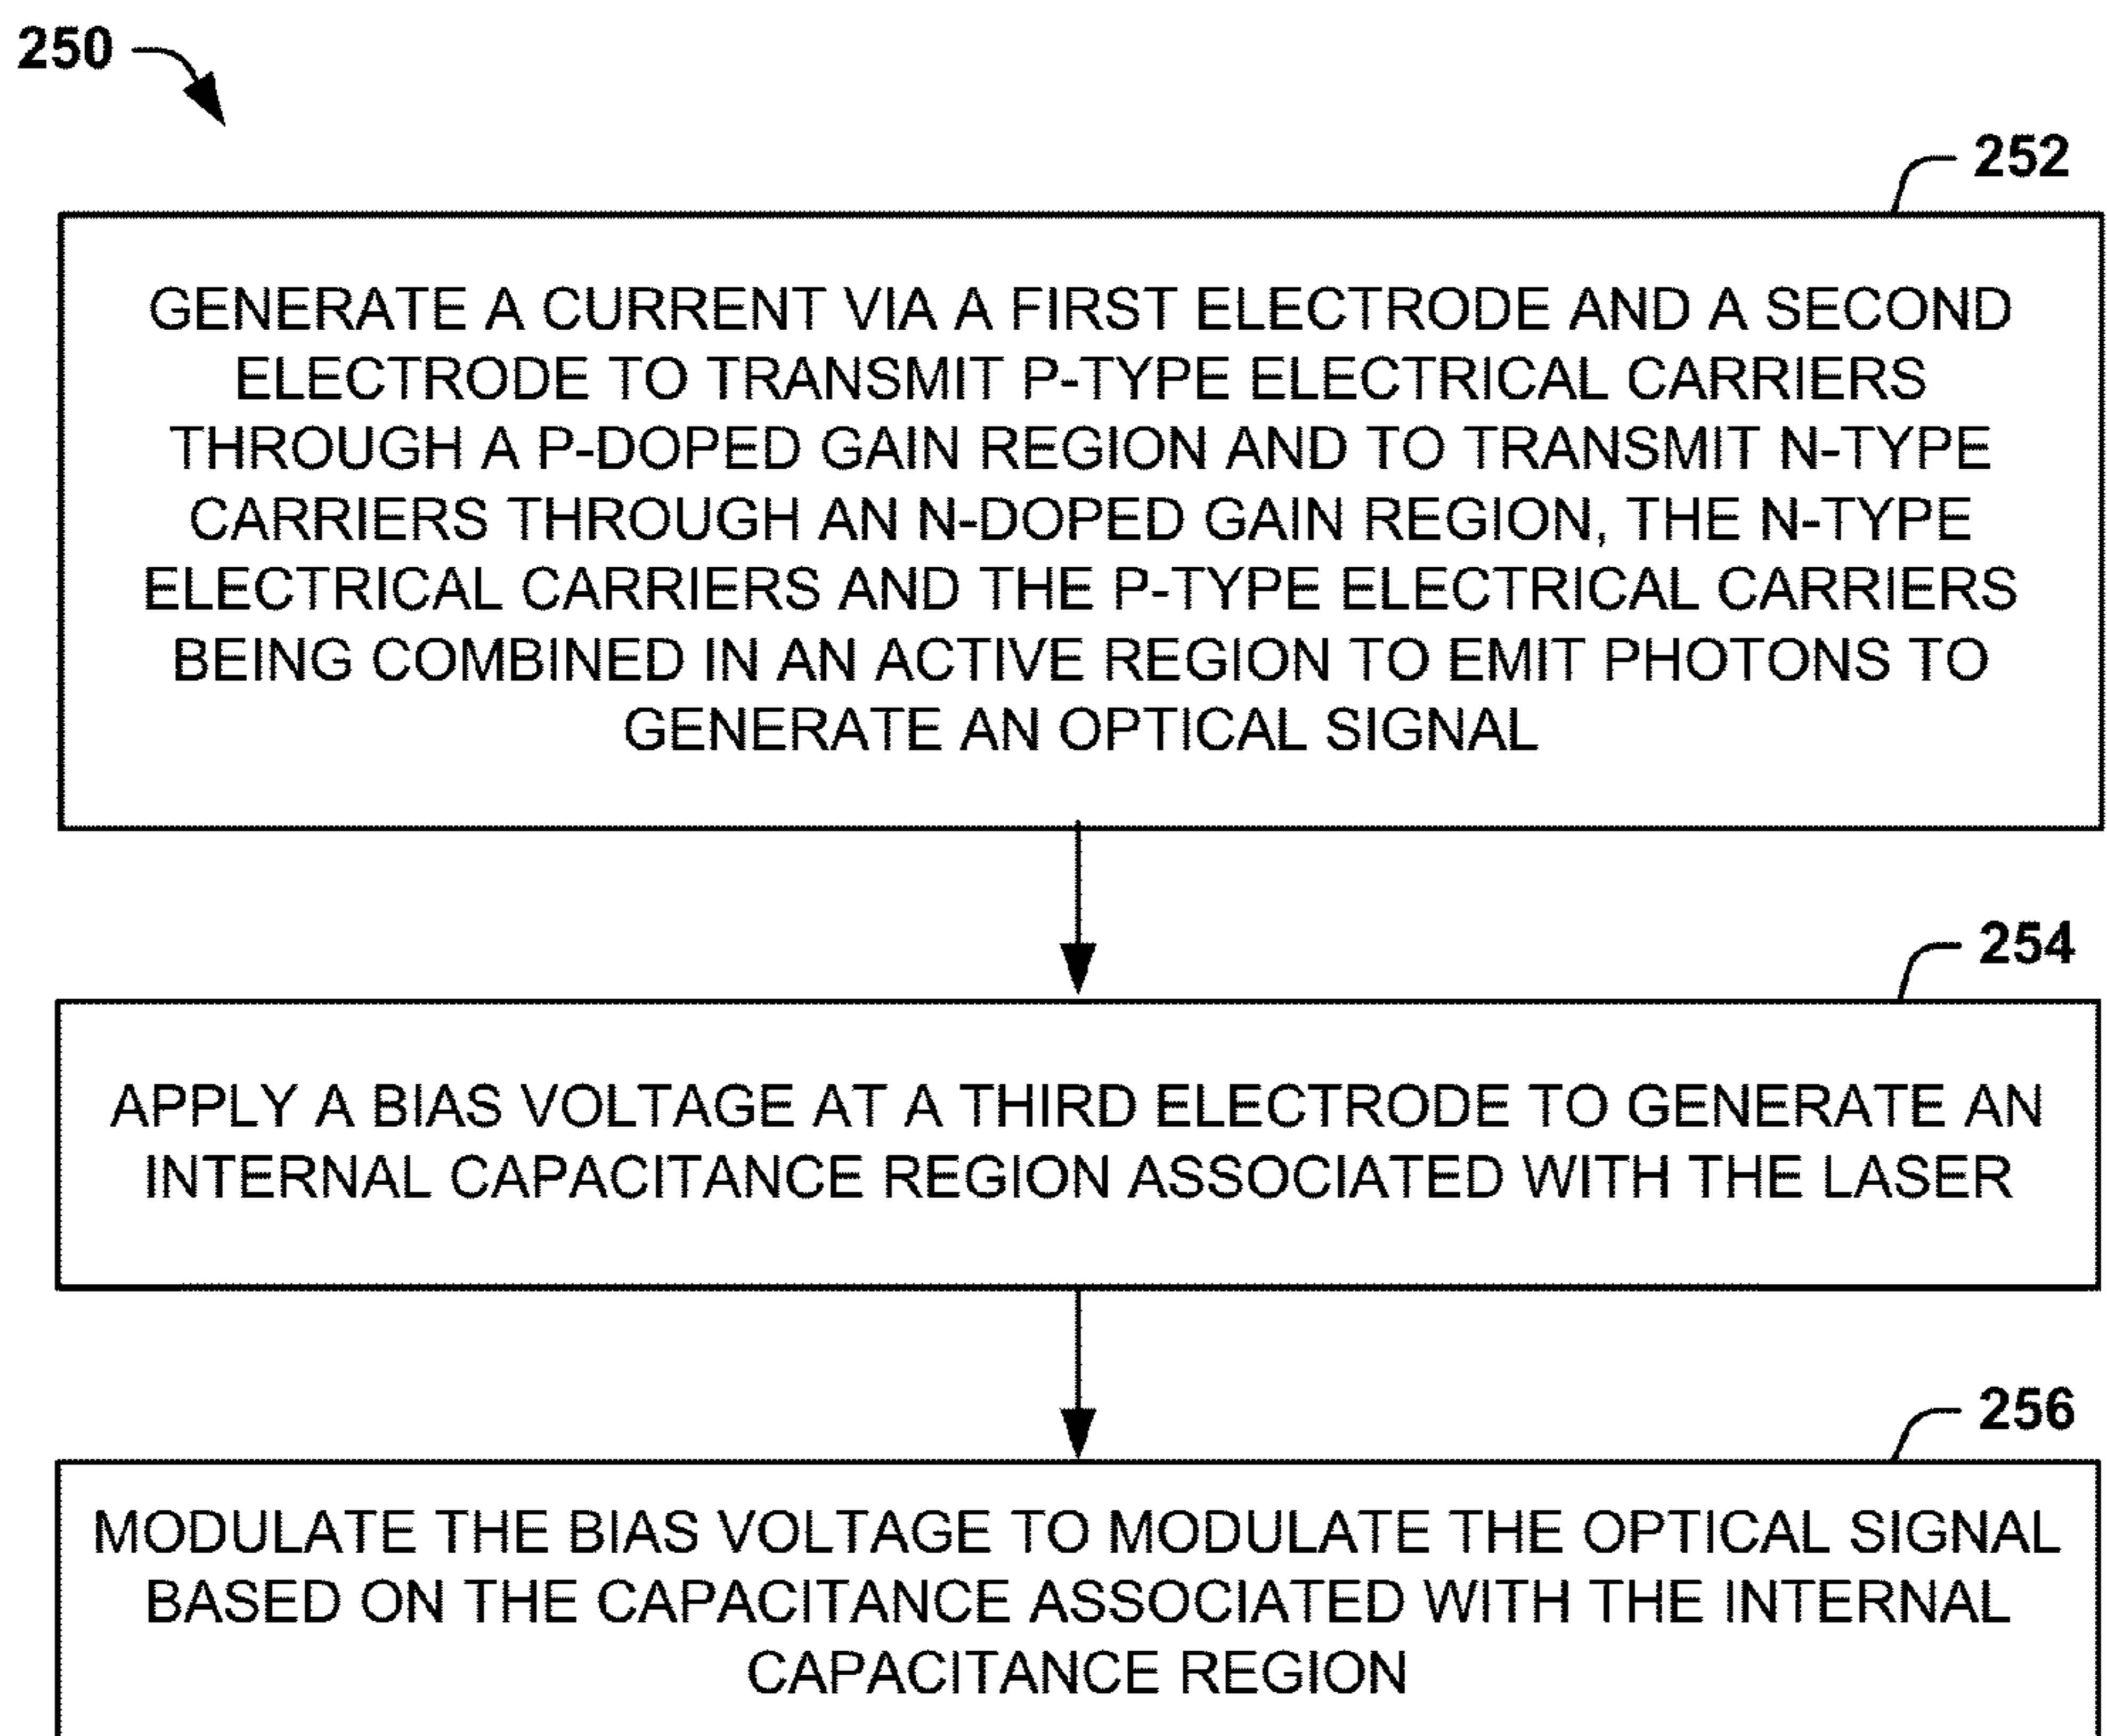 250
252
GENERATE A CURRENT VIA A FIRST ELECTRODE AND A SECOND
ELECTRODE TO TRANSMIT P-TYPE ELECTRICAL CARRIERS
THROUGH A P-DOPED GAIN REGION AND TO TRANSMIT N-TYPE
CARRIERS THROUGH AN N-DOPED GAIN REGION, THE N-TYPE
ELECTRICAL CARRIERS AND THE P-TYPE ELECTRICAL CARRIERS
BEING COMBINED IN AN ACTIVE REGION TO EMIT PHOTONS TO
GENERATE AN OPTICAL SIGNAL
254
APPLY A BIAS VOLTAGE AT A THIRD ELECTRODE TO GENERATE AN
INTERNAL CAPACITANCE REGION ASSOCIATED WITH THE LASER
256
MODULATE THE BIAS VOLTAGE TO MODULATE THE OPTICAL SIGNAL
BASED ON THE CAPACITANCE ASSOCIATED WITH THE INTERNAL
CAPACITANCE REGION